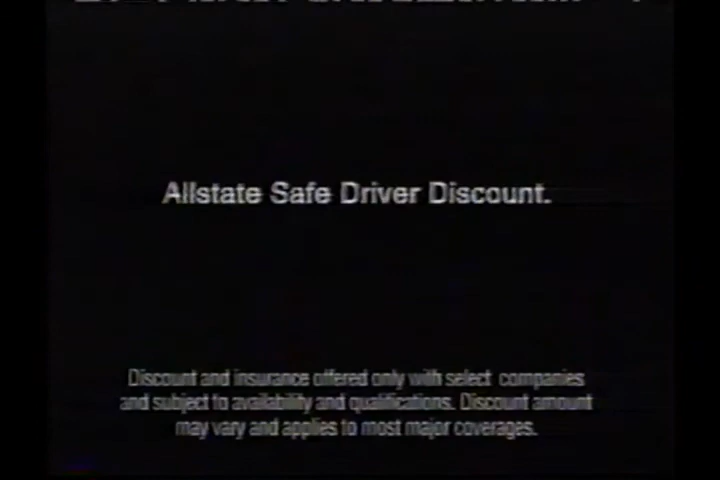 Allstate Safe Driver Discount.
Discount and insurance offered only with select companies
and subject to availability and qualifications. Discount amount
may vary and applies to most major coverages.